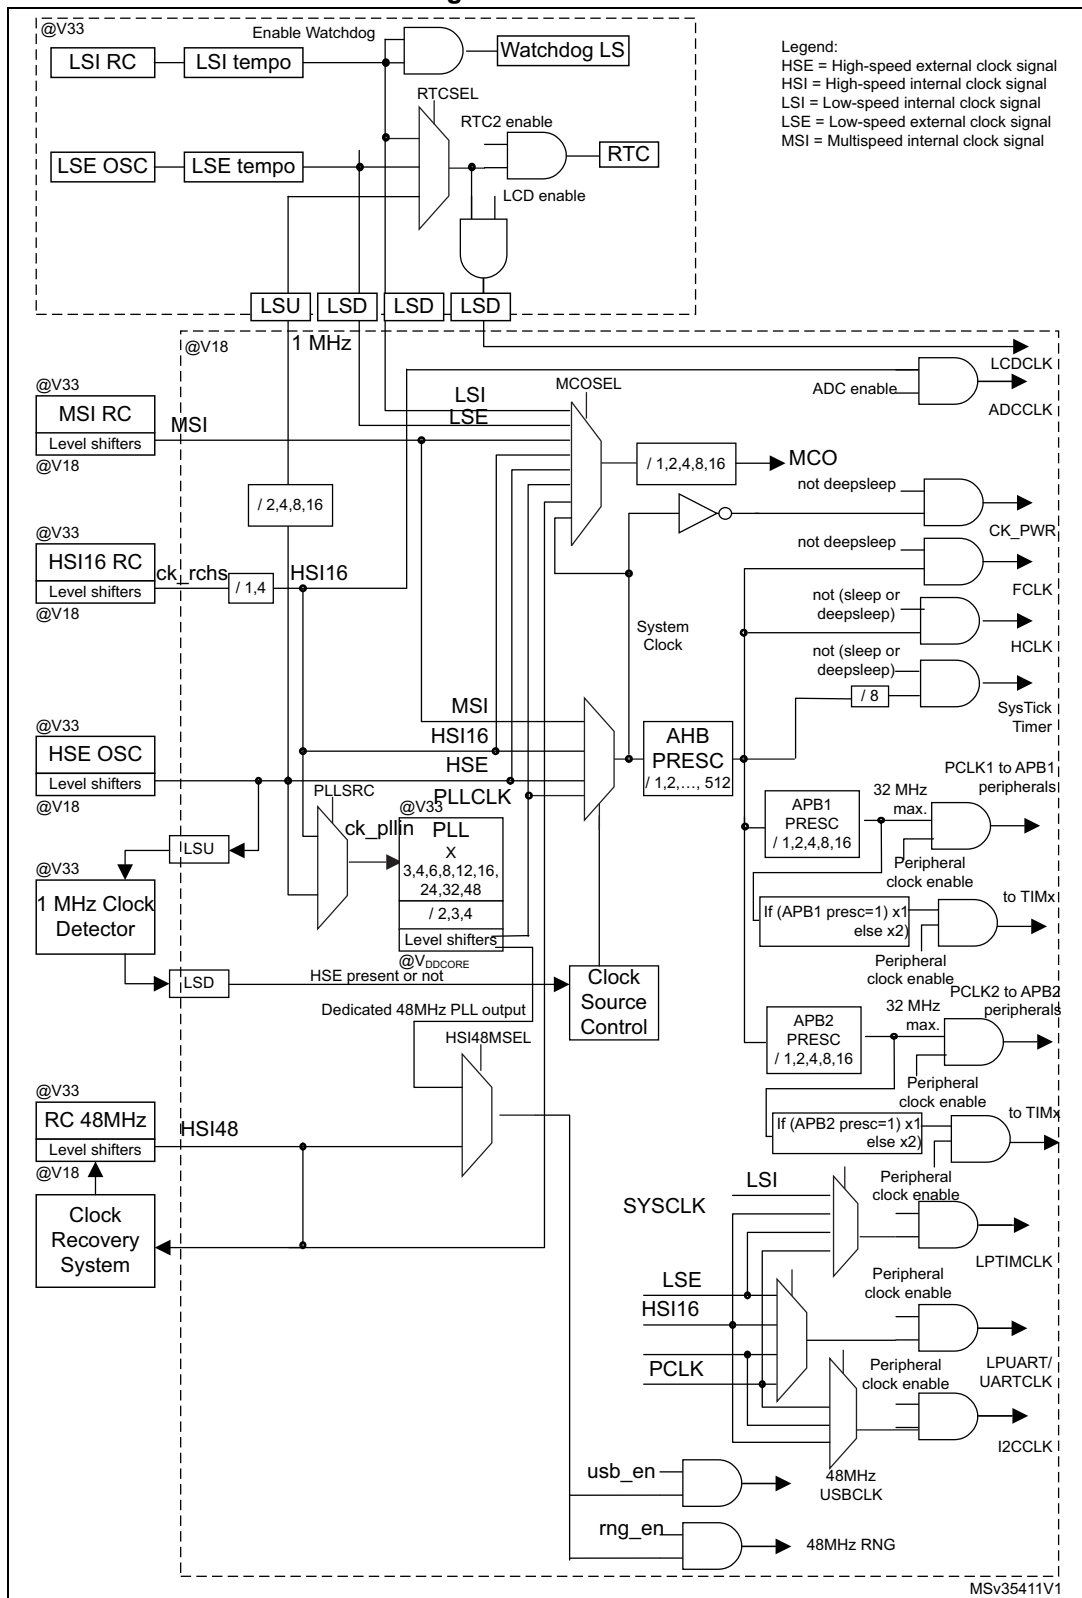 @V33
Enable Watchdog
LSI RC
LSI tempo
Watchdog LS
Legend:
HSE = High-speed external clock signal
HSI = High-speed internal clock signal
LSI = Low-speed internal clock signal
LSE = Low-speed external clock signal
MSI = Multispeed internal clock signal
RTCSEL
RTC2 enable
LSE OSC
LSE tempo
RTC
LCD enable
LSU
LSD
LSD
LSD
@V18
1 MHz
LCDCLK
@V33
MSI RC
Level shifters
@V18
MSI
LSI
LSE
MCOSEL
ADC enable
ADCCLK
/ 1,2,4,8,16
MCO
/ 2,4,8,16
not deepsleep
CK_PWR
@V33
HSI16 RC
Level shifters
@V18
ck_rchs
/ 1,4
HSI16
not deepsleep
FCLK
not (sleep or
deepsleep)
HCLK
System
Clock
not (sleep or
deepsleep)
/ 8
SysTick
Timer
@V33
HSE OSC
Level shifters
@V18
MSI
HSI16
HSE
PLLCLK
AHB
PRESC
/ 1,2,..., 512
PCLK1 to APB1
peripherals
32 MHz
max.
APB1
PRESC
/ 1,2,4,8,16
Peripheral
clock enable
PLLSRC
ck_pllin
@V33
PLL
X
3,4,6,8,12,16,
24,32,48
/ 2,3,4
Level shifters
@VDDCORE
LSU
@V33
1 MHz Clock
Detector
LSD
HSE present or not
Clock
Source
Control
If (APB1 presc=1) x1
else x2)
to TIMx
Peripheral
clock enable
Dedicated 48MHz PLL output
HSI48MSEL
PCLK2 to APB2
peripherals
32 MHz
max.
APB2
PRESC
/ 1,2,4,8,16
Peripheral
clock enable
If (APB2 presc=1) x1
else x2)
to TIMx
Peripheral
clock enable
@V33
RC 48MHz
Level shifters
@V18
HSI48
Clock
Recovery
System
LSI
SYSCLK
LPTIMCLK
LSE
HSI16
PCLK
Peripheral
clock enable
LPUART/
UARTCLK
Peripheral
clock enable
I2CCLK
usb_en
48MHz
USBCLK
rng_en
48MHz RNG
MSv35411V1